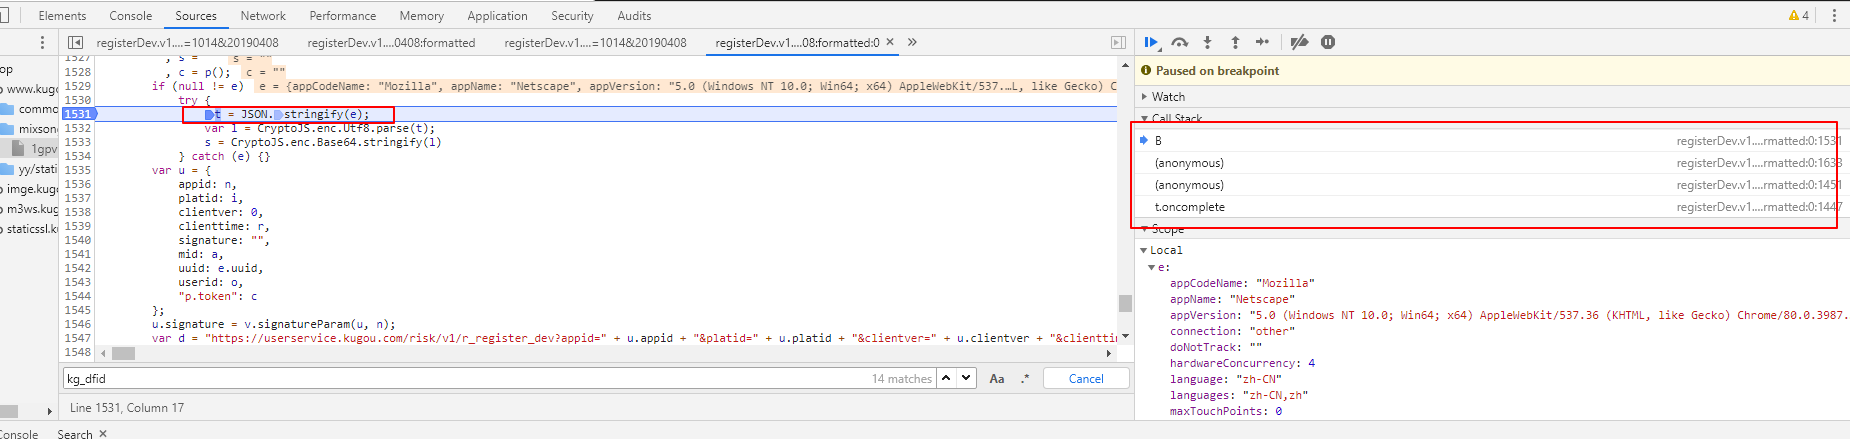 Elements Console Sources Network Performance Memory Application Security Audits 4
registerDev.v1....=1014&20190408 registerDev.v1....0408:formatted registerDev.v1....=1014&20190408 registerDev.v1....08:formatted:0 × »
op
www.kugo
commo
mixson
1gpv
yy/stati
imge.kugo
m3ws.kug
staticssl.ku
1527 , s = "" s = ""
1528 , c = p(); c = ""
1529 if (null != e) e = {appCodeName: "Mozilla", appName: "Netscape", appVersion: "5.0 (Windows NT 10.0; Win64; x64) AppleWebKit/537.…L, like Gecko) C
1530 try {
1531 t = JSON.stringify(e);
1532 var l = CryptoJS.enc.Utf8.parse(t);
1533 s = CryptoJS.enc.Base64.stringify(l)
1534 } catch (e) {}
1535 var u = {
1536 appid: n,
1537 platid: i,
1538 clientver: 0,
1539 clienttime: r,
1540 signature: "",
1541 mid: a,
1542 uuid: e.uuid,
1543 userid: o,
1544 "p.token": c
1545 };
1546 u.signature = v.signatureParam(u, n);
1547 var d = "https://userservice.kugou.com/risk/v1/r_register_dev?appid=" + u.appid + "&platid=" + u.platid + "&clientver=" + u.clientver + "&clienttim
1548
kg_dfid 14 matches Aa .* Cancel
Line 1531, Column 17
Paused on breakpoint
Watch
Call Stack
B registerDev.v1....rmatted:0:1531
(anonymous) registerDev.v1....rmatted:0:1633
(anonymous) registerDev.v1....rmatted:0:1451
t.oncomplete registerDev.v1....rmatted:0:1447
Scope
Local
e:
appCodeName: "Mozilla"
appName: "Netscape"
appVersion: "5.0 (Windows NT 10.0; Win64; x64) AppleWebKit/537.36 (KHTML, like Gecko) Chrome/80.0.3987.
connection: "other"
doNotTrack: ""
hardwareConcurrency: 4
language: "zh-CN"
languages: "zh-CN,zh"
maxTouchPoints: 0
Console Search ×